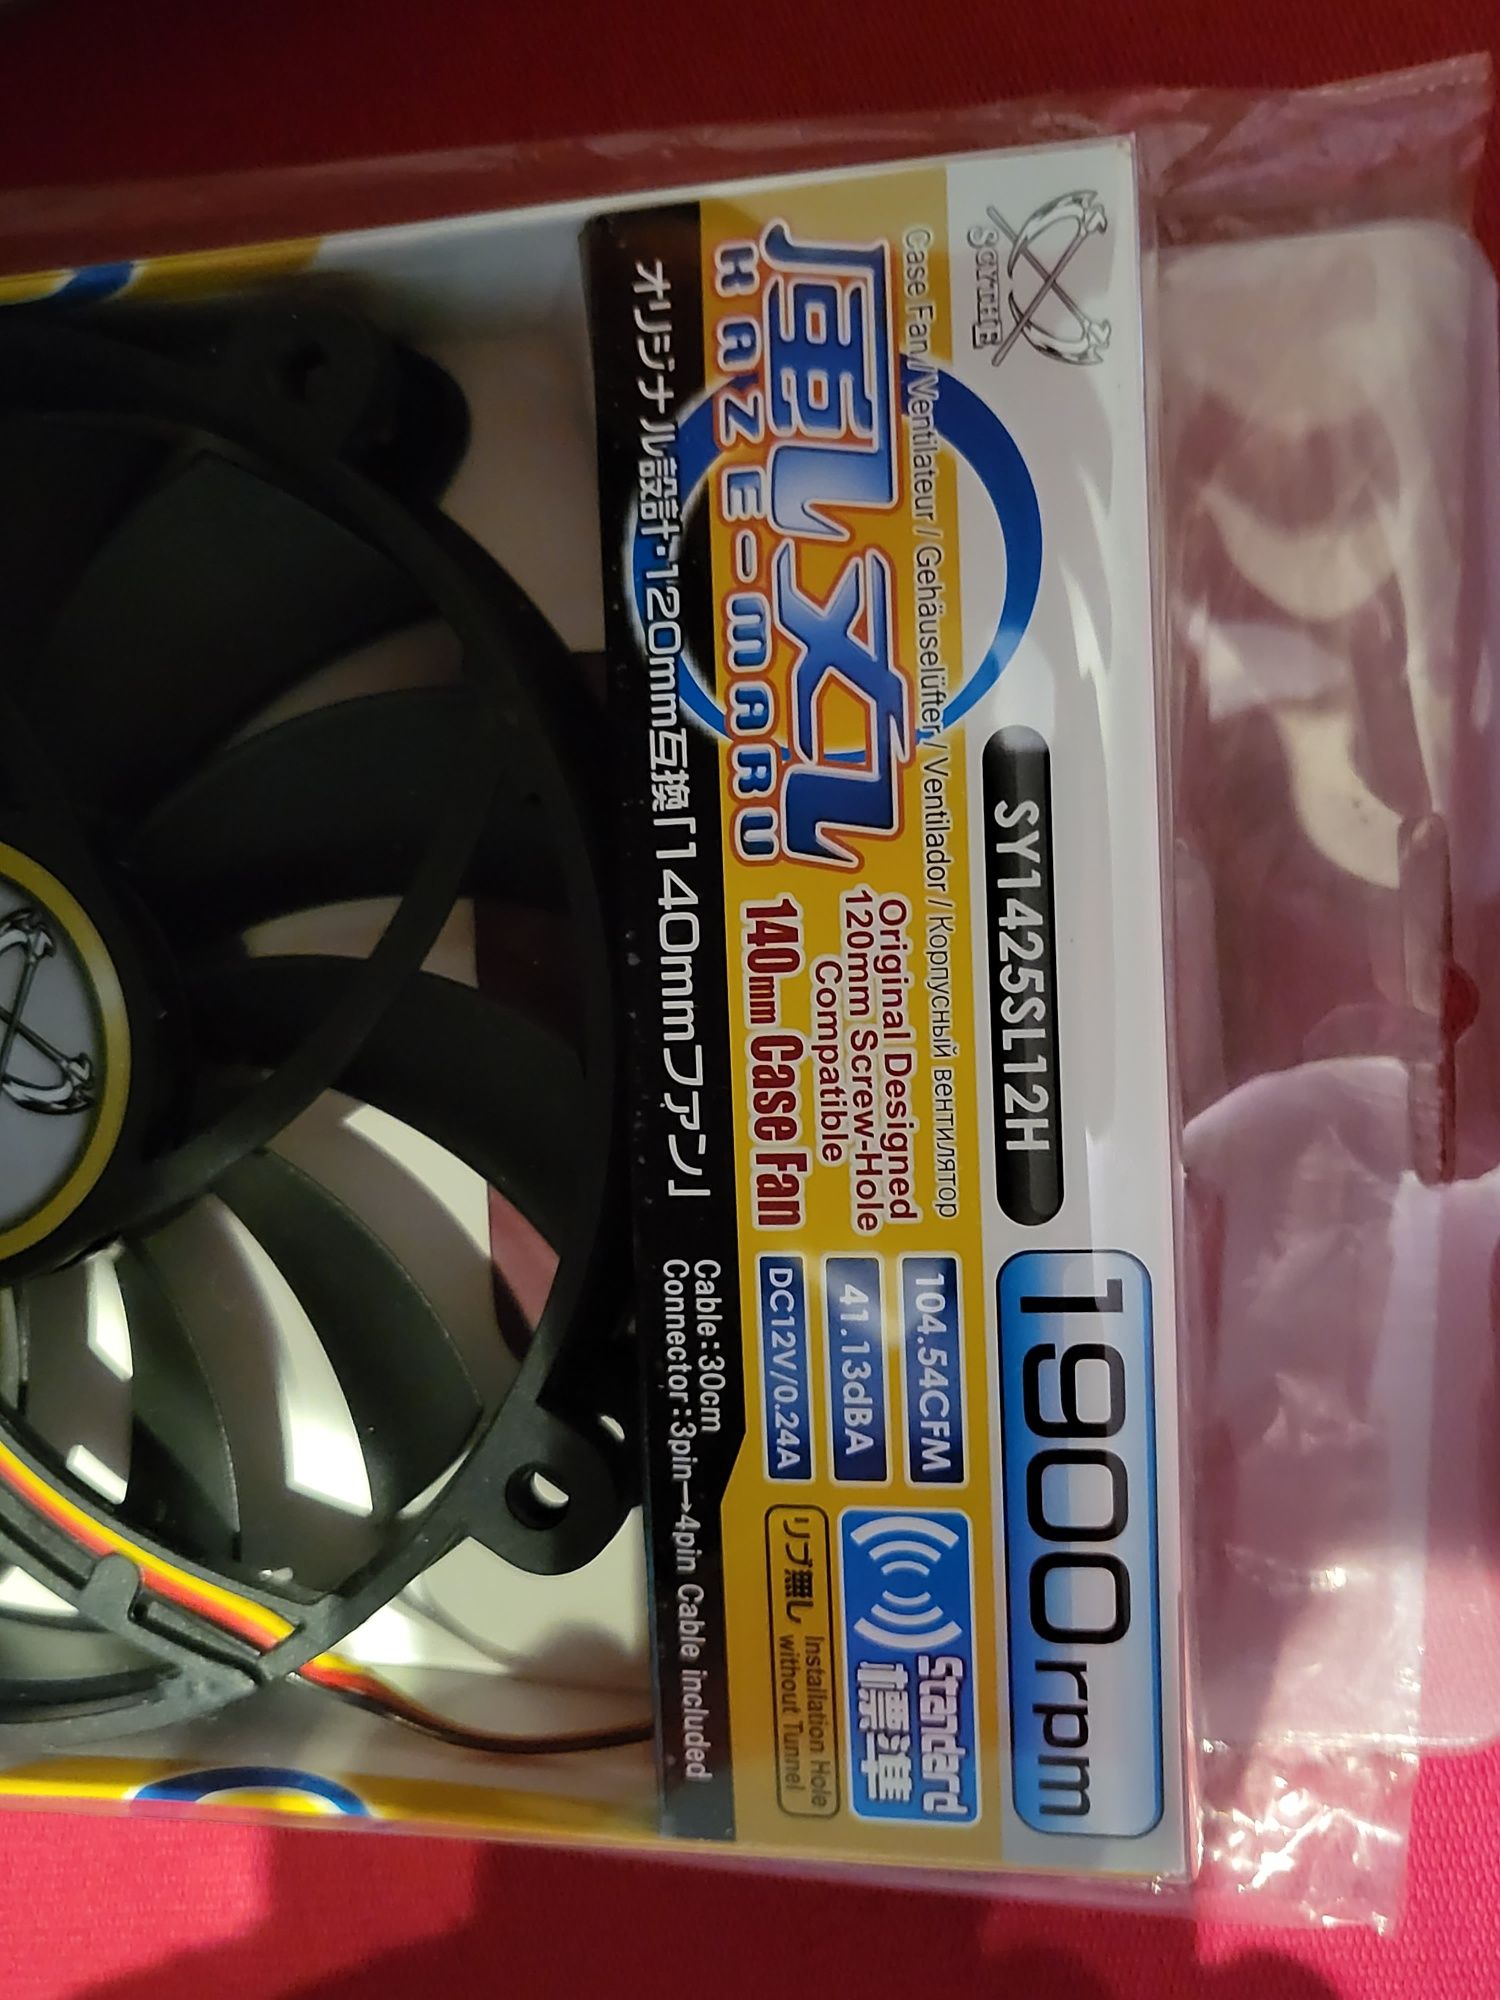 SCYTHE
SY1425SL12H
1900rpm
Case Fan / Ventilateur / Gehäuselüfter / Ventilador / Корпусный вентилятор
風丸
KAZE-MARU
Original Designed
120mm Screw-Hole
Compatible
140mm Case Fan
104.54CFM
41.13dBA
DC12V/0.24A
Standard
標準
リブ無し
Installation Hole
without Tunnel
オリジナル設計・120mm互換「140mmファン」
Cable:30cm
Connector:3pin→4pin Cable included